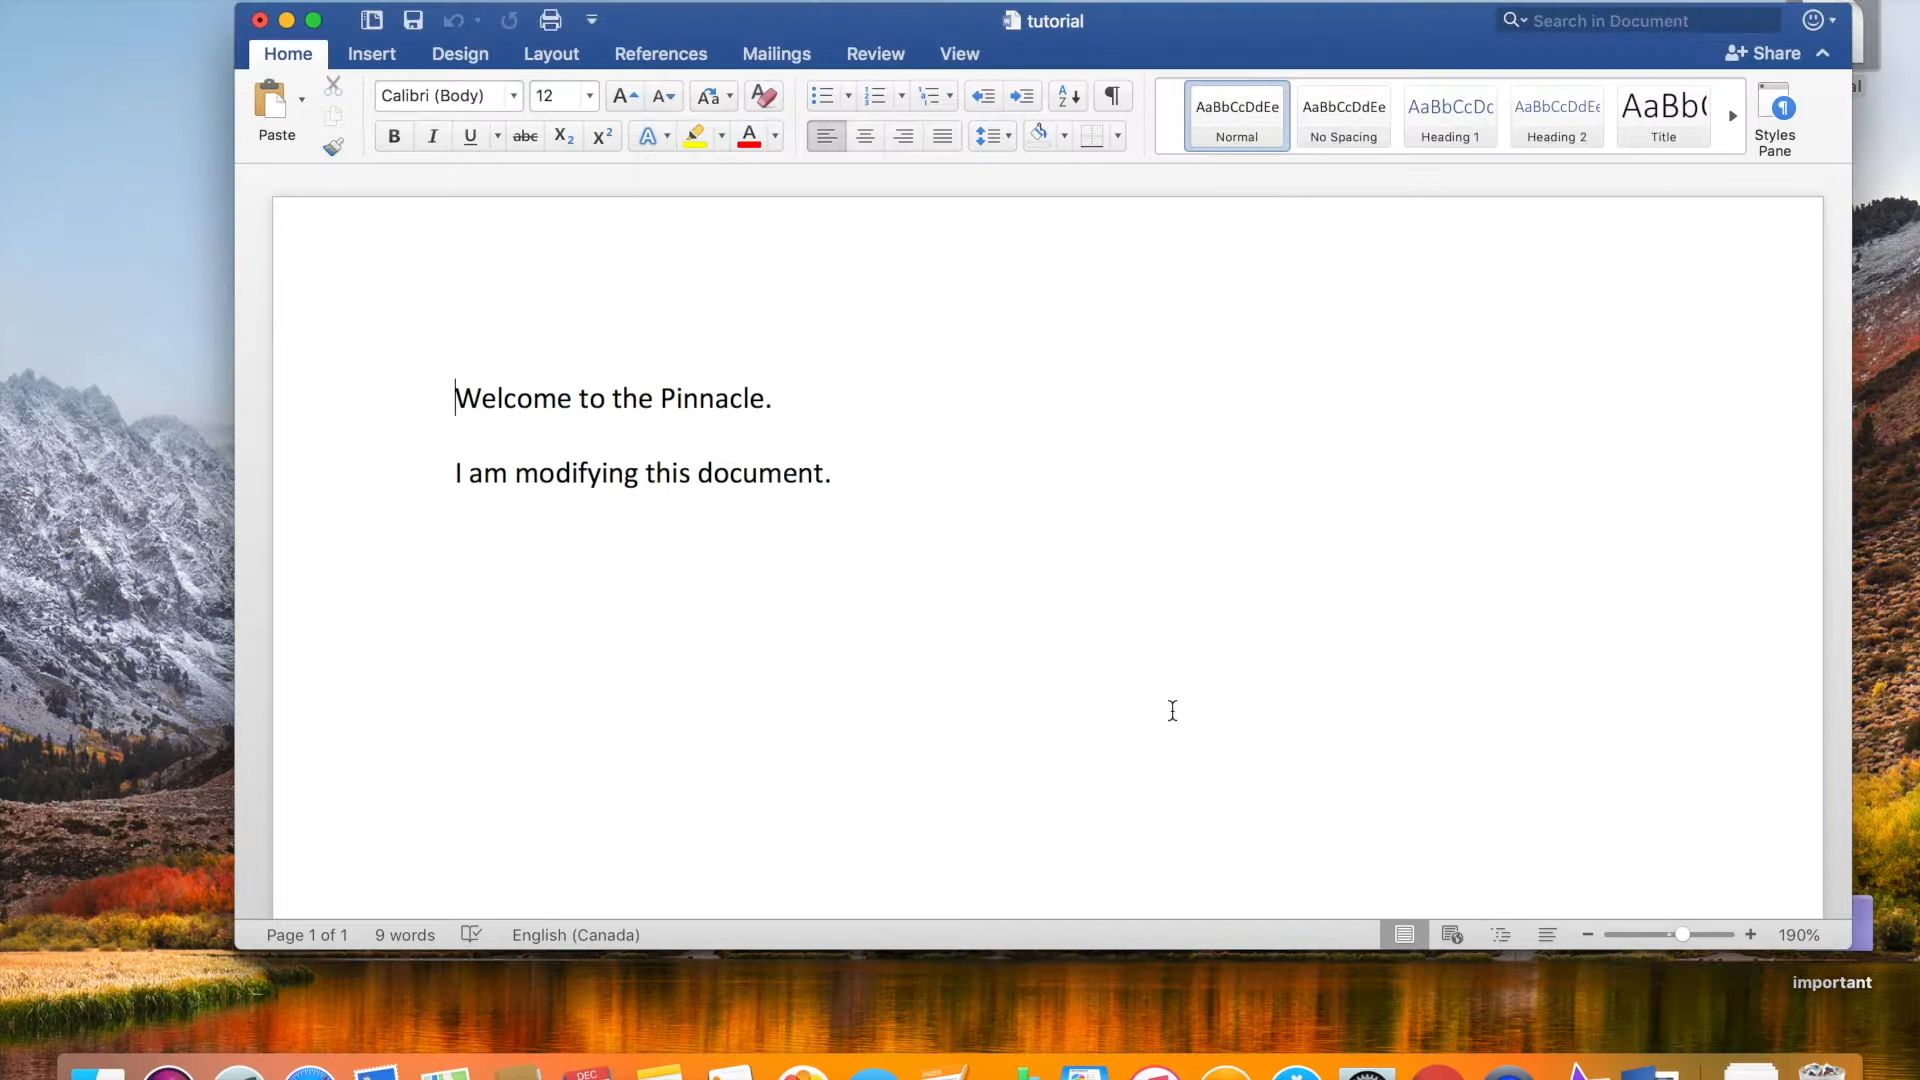 tutorial
Search in Document
Home Insert Design Layout References Mailings Review View
Share
Paste
Calibri (Body) 12
AaBbCcDdEe AaBbCcDdEe AaBbCcDc AaBbCcDdEe AaBb(
Normal No Spacing Heading 1 Heading 2 Title
Styles
Pane
Welcome to the Pinnacle.
I am modifying this document.
Page 1 of 1 9 words English (Canada) 190%
important
DEC